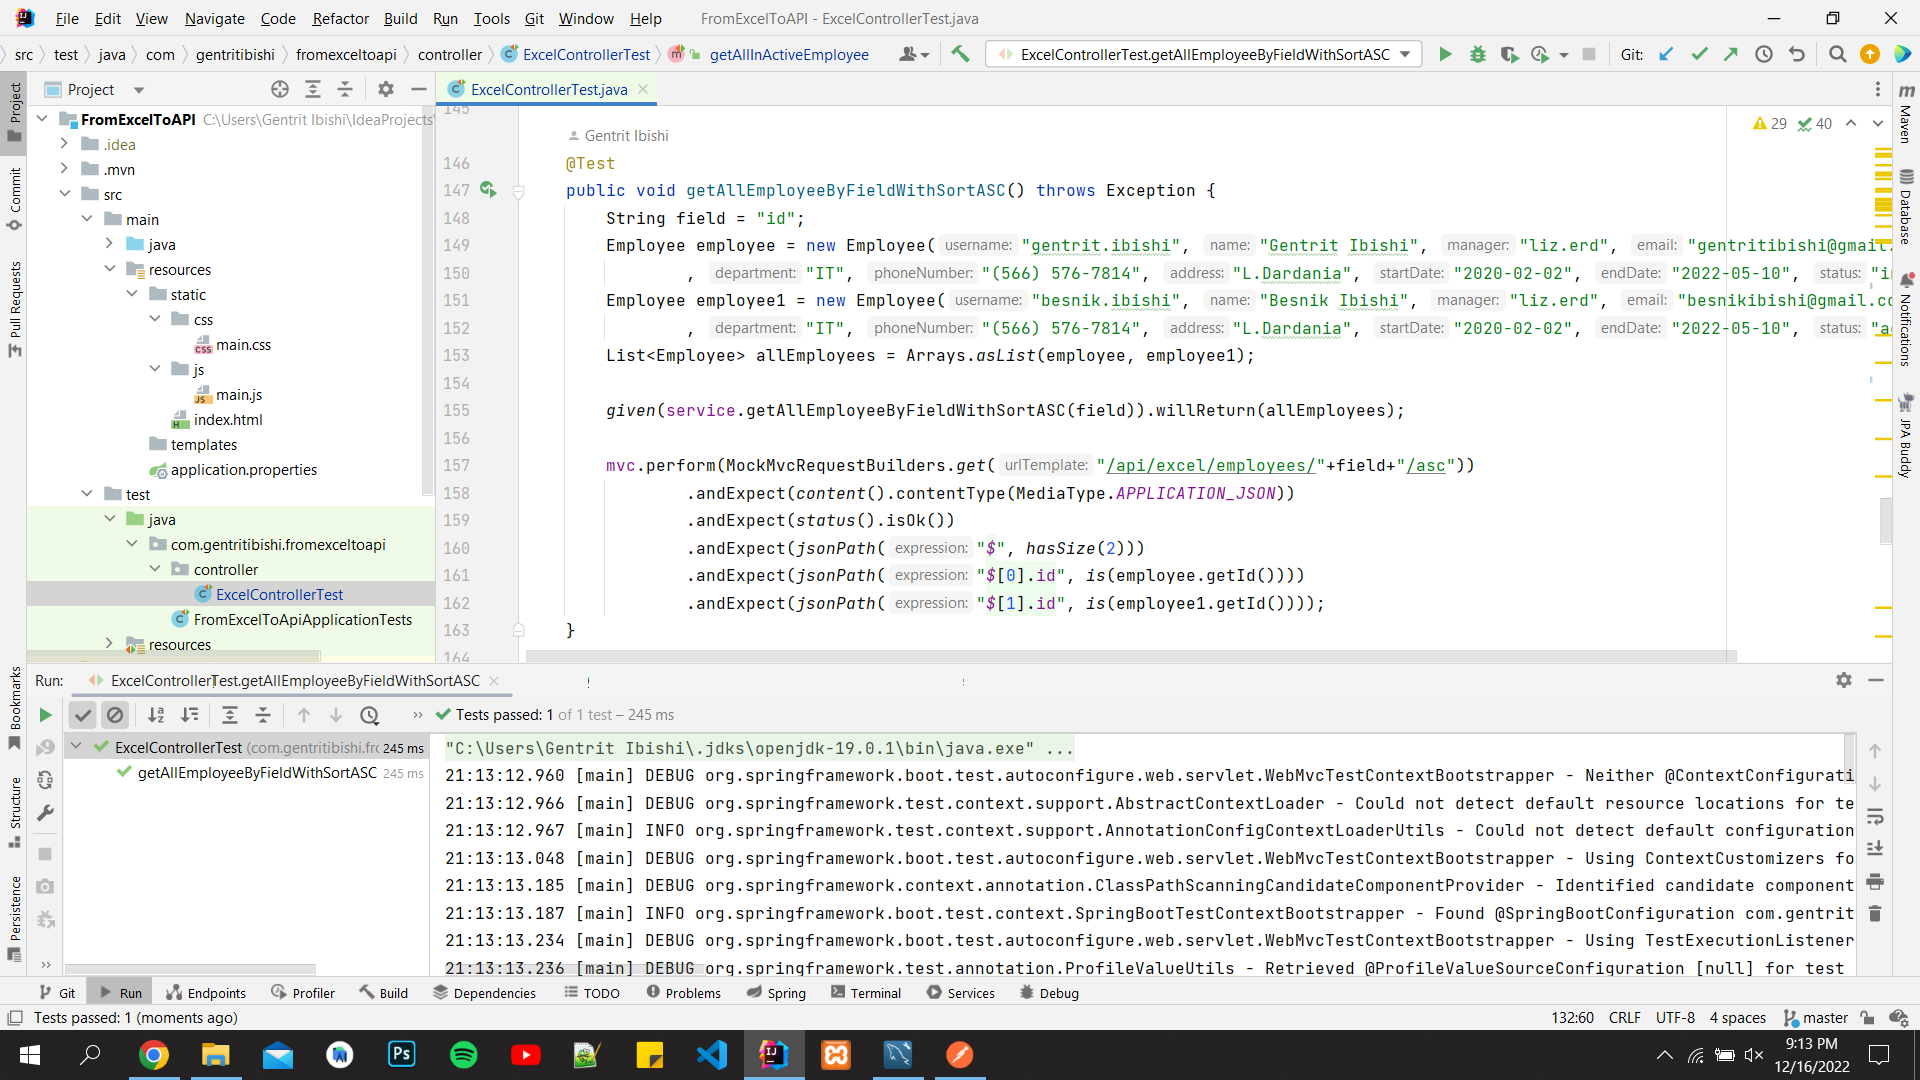 File Edit View Navigate Code Refactor Build Run Tools Git Window Help FromExcelToAPI - ExcelControllerTest.java
src test java com gentritibishi fromexceltoapi controller ExcelControllerTest getAllInActiveEmployee ExcelControllerTest.getAllEmployeeByFieldWithSortASC Git:
Project ExcelControllerTest.java
FromExcelToAPI C:\Users\Gentrit Ibishi\IdeaProjects\
.idea
.mvn
src
main
java
resources
static
css
main.css
js
main.js
index.html
templates
application.properties
test
java
com.gentritibishi.fromexceltoapi
controller
ExcelControllerTest
FromExcelToApiApplicationTests
resources
Project
Commit
Pull Requests
Bookmarks
Structure
Persistence
145
Gentrit Ibishi
29 40
146 @Test
147 public void getAllEmployeeByFieldWithSortASC() throws Exception {
148 String field = "id";
149 Employee employee = new Employee( username: "gentrit.ibishi", name: "Gentrit Ibishi", manager: "liz.erd", email: "gentritibishi@gmail.
150 , department: "IT", phoneNumber: "(566) 576-7814", address: "L.Dardania", startDate: "2020-02-02", endDate: "2022-05-10", status: "i
151 Employee employee1 = new Employee( username: "besnik.ibishi", name: "Besnik Ibishi", manager: "liz.erd", email: "besnikibishi@gmail.co
152 , department: "IT", phoneNumber: "(566) 576-7814", address: "L.Dardania", startDate: "2020-02-02", endDate: "2022-05-10", status: "a
153 List<Employee> allEmployees = Arrays.asList(employee, employee1);
154
155 given(service.getAllEmployeeByFieldWithSortASC(field)).willReturn(allEmployees);
156
157 mvc.perform(MockMvcRequestBuilders.get( urlTemplate: "/api/excel/employees/"+field+"/asc"))
158 .andExpect(content().contentType(MediaType.APPLICATION_JSON))
159 .andExpect(status().isOk())
160 .andExpect(jsonPath( expression: "$", hasSize(2)))
161 .andExpect(jsonPath( expression: "$[0].id", is(employee.getId())))
162 .andExpect(jsonPath( expression: "$[1].id", is(employee1.getId())));
163 }
164
Maven
Database
Notifications
JPA Buddy
Run: ExcelControllerTest.getAllEmployeeByFieldWithSortASC
Tests passed: 1 of 1 test – 245 ms
ExcelControllerTest (com.gentritibishi.fro 245 ms
getAllEmployeeByFieldWithSortASC 245 ms
"C:\Users\Gentrit Ibishi\.jdks\openjdk-19.0.1\bin\java.exe" ...
21:13:12.960 [main] DEBUG org.springframework.boot.test.autoconfigure.web.servlet.WebMvcTestContextBootstrapper - Neither @ContextConfigurati
21:13:12.966 [main] DEBUG org.springframework.test.context.support.AbstractContextLoader - Could not detect default resource locations for te
21:13:12.967 [main] INFO org.springframework.test.context.support.AnnotationConfigContextLoaderUtils - Could not detect default configuration
21:13:13.048 [main] DEBUG org.springframework.boot.test.autoconfigure.web.servlet.WebMvcTestContextBootstrapper - Using ContextCustomizers fo
21:13:13.185 [main] DEBUG org.springframework.context.annotation.ClassPathScanningCandidateComponentProvider - Identified candidate component
21:13:13.187 [main] INFO org.springframework.boot.test.context.SpringBootTestContextBootstrapper - Found @SpringBootConfiguration com.gentrit
21:13:13.234 [main] DEBUG org.springframework.boot.test.autoconfigure.web.servlet.WebMvcTestContextBootstrapper - Using TestExecutionListener
21:13:13.236 [main] DEBUG org.springframework.test.annotation.ProfileValueUtils - Retrieved @ProfileValueSourceConfiguration [null] for test
Git Run Endpoints Profiler Build Dependencies TODO Problems Spring Terminal Services Debug
Tests passed: 1 (moments ago) 132:60 CRLF UTF-8 4 spaces master
9:13 PM
12/16/2022